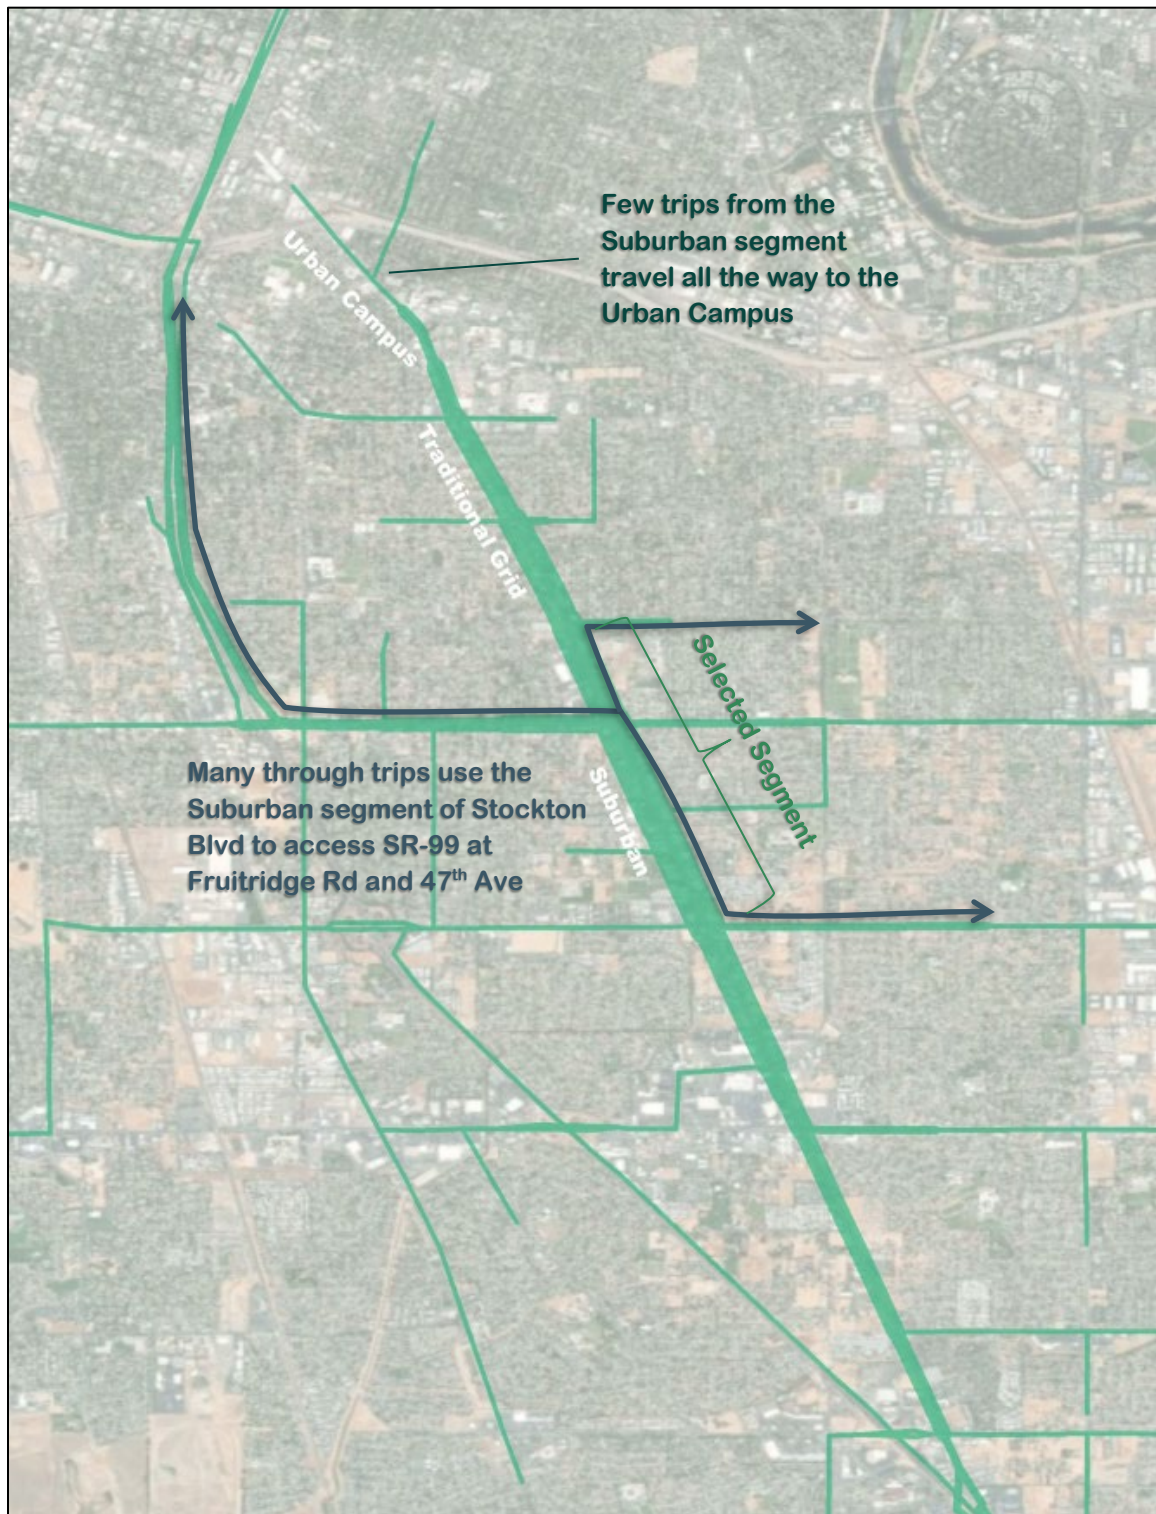 Few trips from the
Suburban segment
travel all the way to the
Urban Campus
Urban Campus
Traditional Grid
Selected Segment
Suburban
Many through trips use the
Suburban segment of Stockton
Blvd to access SR-99 at
Fruitridge Rd and 47th Ave